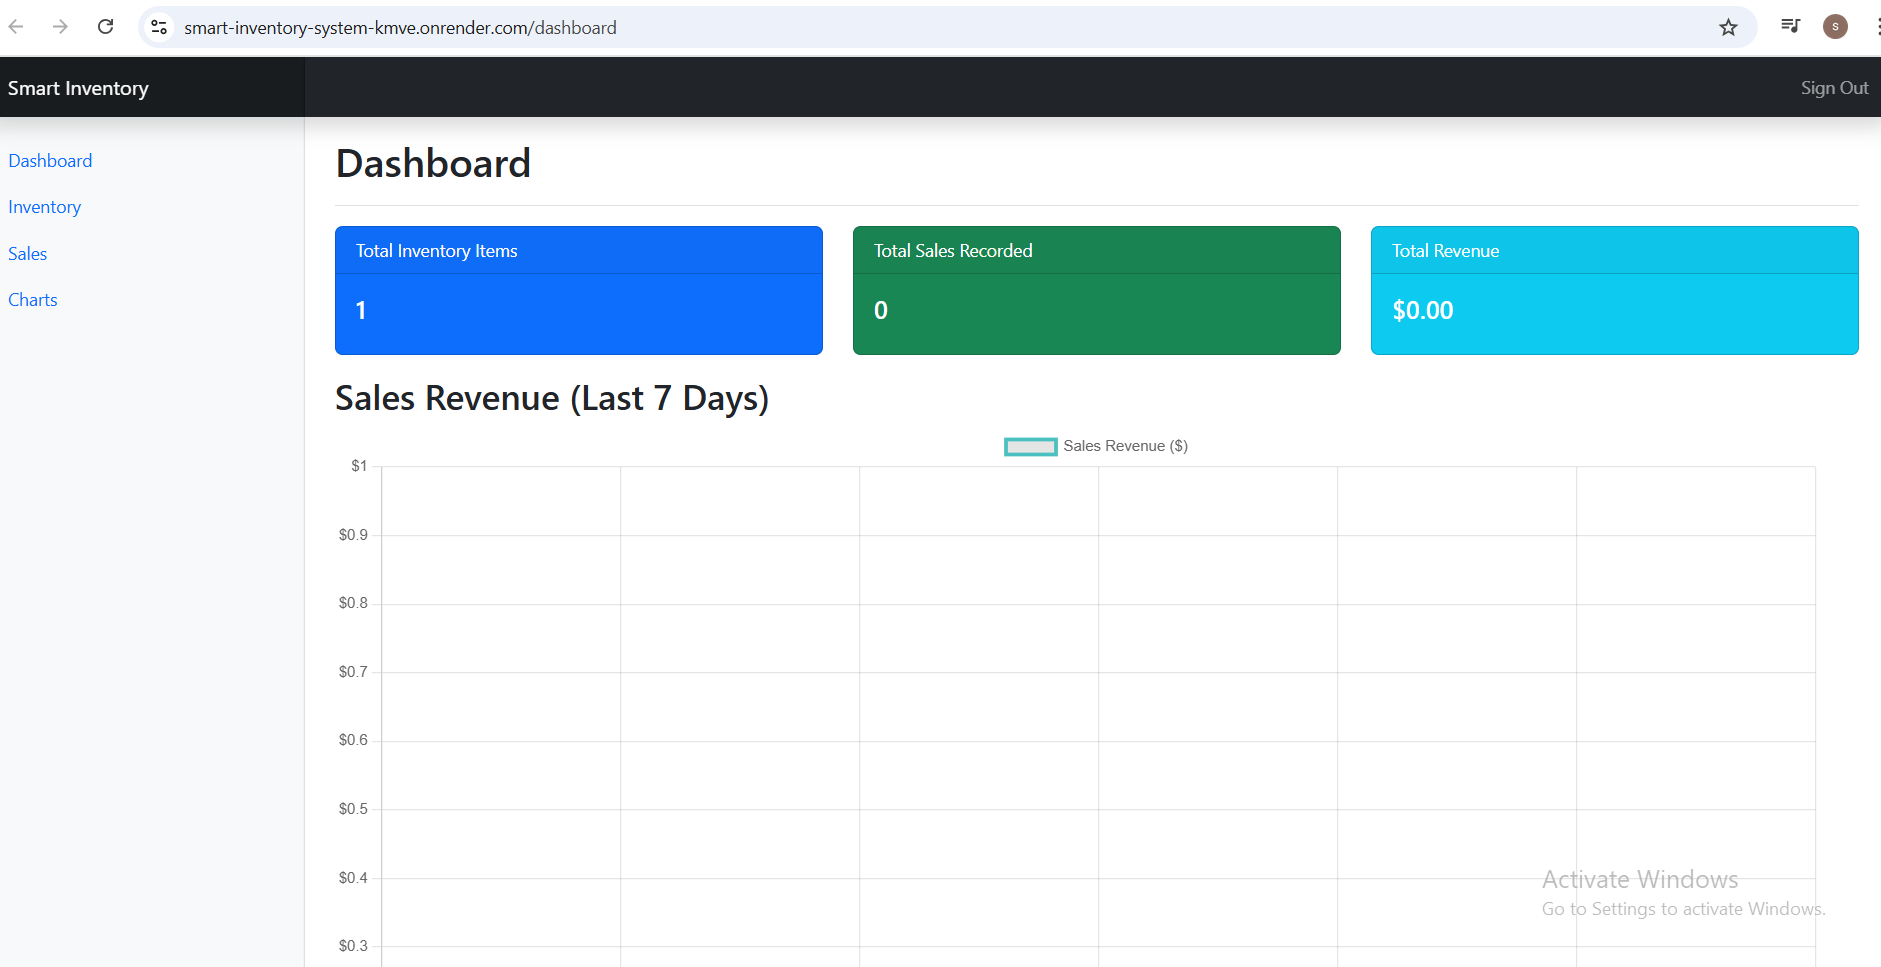 smart-inventory-system-kmve.onrender.com/dashboard
S
Smart Inventory
Sign Out
Dashboard
Inventory
Sales
Charts
Dashboard
Total Inventory Items
1
Total Sales Recorded
0
Total Revenue
$0.00
Sales Revenue (Last 7 Days)
Sales Revenue ($)
$1
$0.9
$0.8
$0.7
$0.6
$0.5
$0.4
$0.3
Activate Windows
Go to Settings to activate Windows.